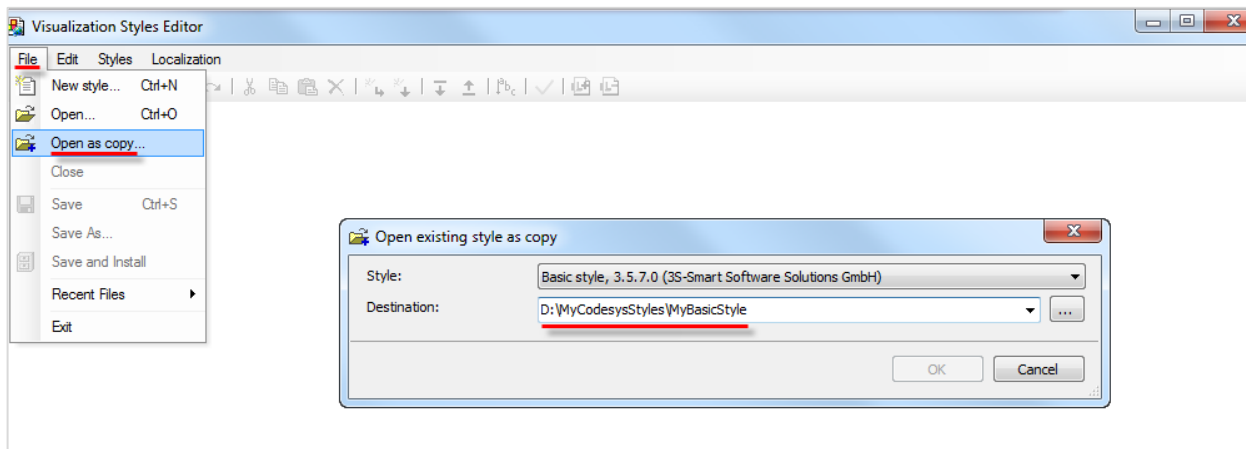 Visualization Styles Editor
File Edit Styles Localization
New style... Ctrl+N
Open... Ctrl+O
Open as copy...
Close
Save Ctrl+S
Save As...
Save and Install
Recent Files
Exit
Open existing style as copy
Style: Basic style, 3.5.7.0 (3S-Smart Software Solutions GmbH)
Destination: D:\MyCodesysStyles\MyBasicStyle ...
OK Cancel